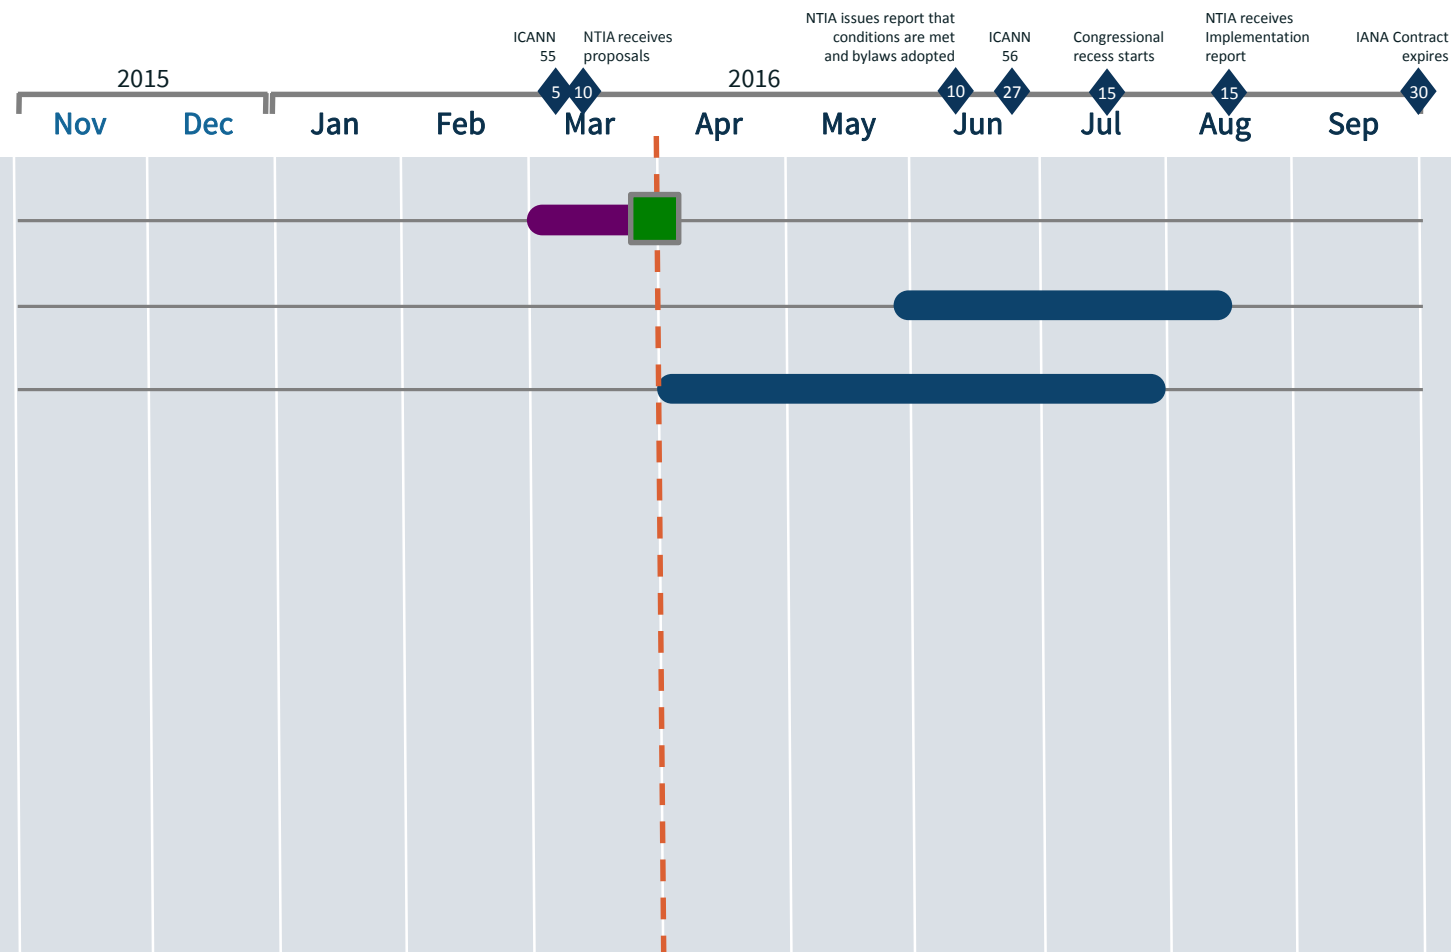 NTIA issues report that
conditions are met
and bylaws adopted
NTIA receives
Implementation
report
ICANN
55
NTIA receives
proposals
ICANN
56
Congressional
recess starts
IANA Contract
expires
2015
2016
5
10
10
27
15
15
30
Nov
Dec
Jan
Feb
Mar
Apr
May
Jun
Jul
Aug
Sep